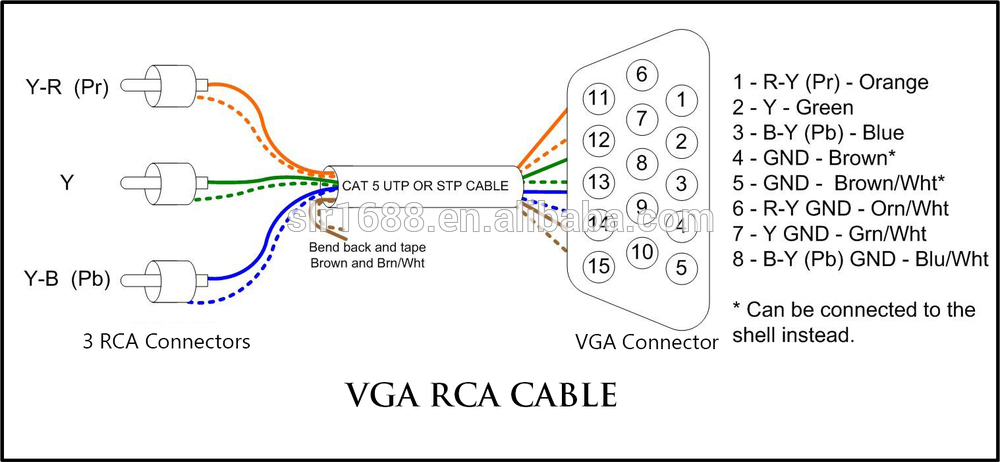 Y-R (Pr)
Y
Y-B (Pb)
3 RCA Connectors
CAT 5 UTP OR STP CABLE
slr1688.en.alibaba.com
Bend back and tape
Brown and Brn/Wht
6
11
1
7
12
2
8
13
3
9
14
4
10
15
5
VGA Connector
1 - R-Y (Pr) - Orange
2 - Y - Green
3 - B-Y (Pb) - Blue
4 - GND - Brown*
5 - GND - Brown/Wht*
6 - R-Y GND - Orn/Wht
7 - Y GND - Grn/Wht
8 - B-Y (Pb) GND - Blu/Wht
* Can be connected to the
shell instead.
VGA RCA CABLE